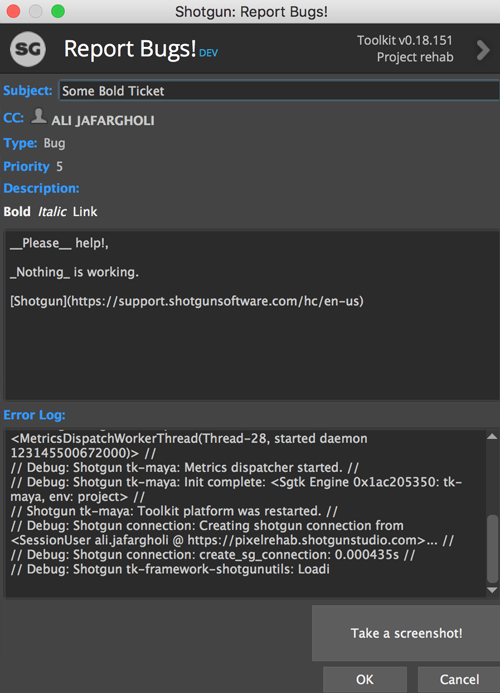 Shotgun: Report Bugs!
SG
Report Bugs! DEV
Toolkit v0.18.151
Project rehab
Subject: Some Bold Ticket
CC: ALI JAFARGHOLI
Type: Bug
Priority 5
Description:
Bold Italic Link
__Please__ help!,
_Nothing_ is working.
[Shotgun](https://support.shotgunsoftware.com/hc/en-us)
Error Log:
<MetricsDispatchWorkerThread(Thread-28, started daemon
123145500672000)> //
// Debug: Shotgun tk-maya: Metrics dispatcher started. //
// Debug: Shotgun tk-maya: Init complete: <Sgtk Engine 0x1ac205350: tk-
maya, env: project> //
// Shotgun tk-maya: Toolkit platform was restarted. //
// Debug: Shotgun connection: Creating shotgun connection from
<SessionUser ali.jafargholi @ https://pixelrehab.shotgunstudio.com>... //
// Debug: Shotgun connection: create_sg_connection: 0.000435s //
// Debug: Shotgun tk-framework-shotgunutils: Loadi
Take a screenshot!
OK
Cancel